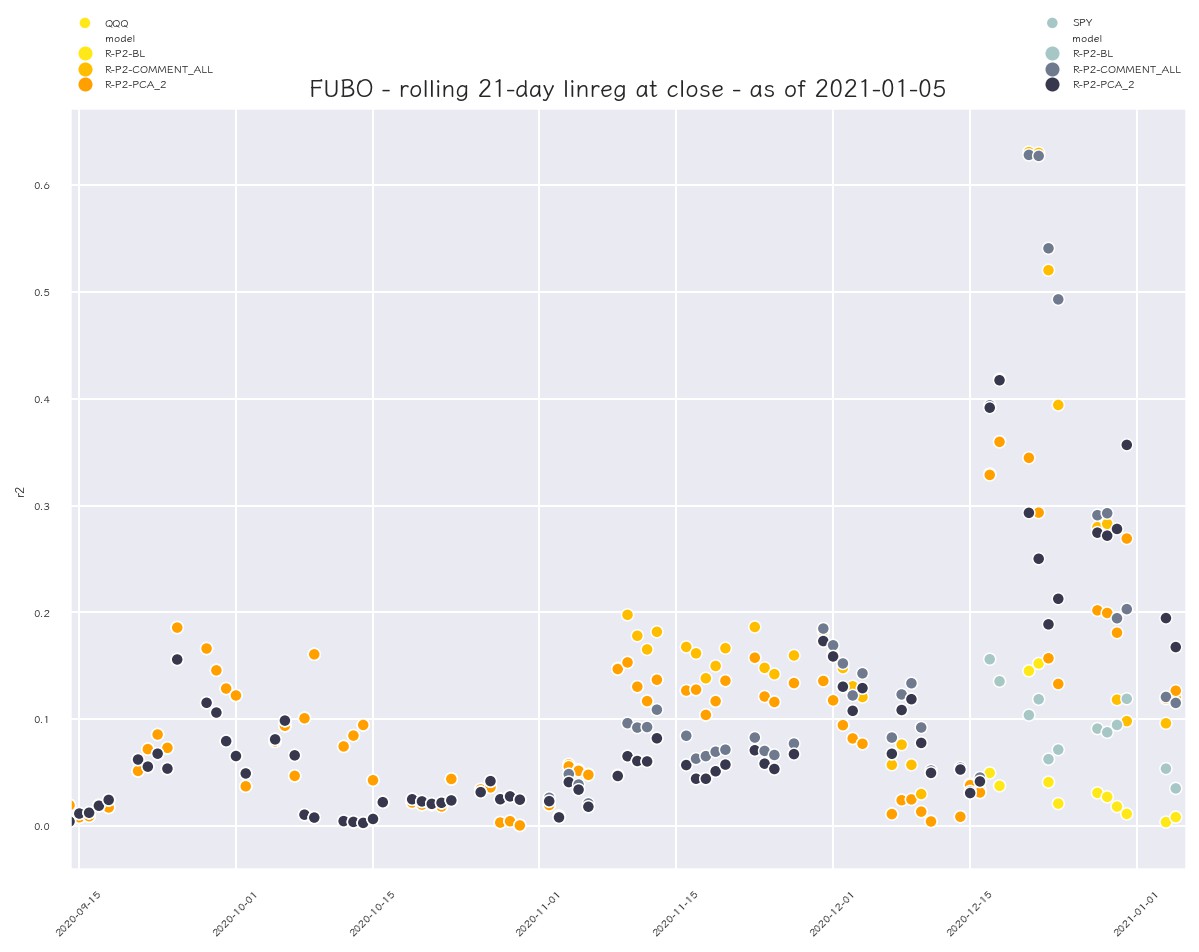 QQQ
model
R-P2-BL
R-P2-COMMENT_ALL
R-P2-PCA_2
SPY
model
R-P2-BL
R-P2-COMMENT_ALL
R-P2-PCA_2
FUBO - rolling 21-day linreg at close - as of 2021-01-05
0.6
0.5
0.4
0.3
0.2
0.1
0.0
r2
2020-09-15
2020-10-01
2020-10-15
2020-11-01
2020-11-15
2020-12-01
2020-12-15
2021-01-01